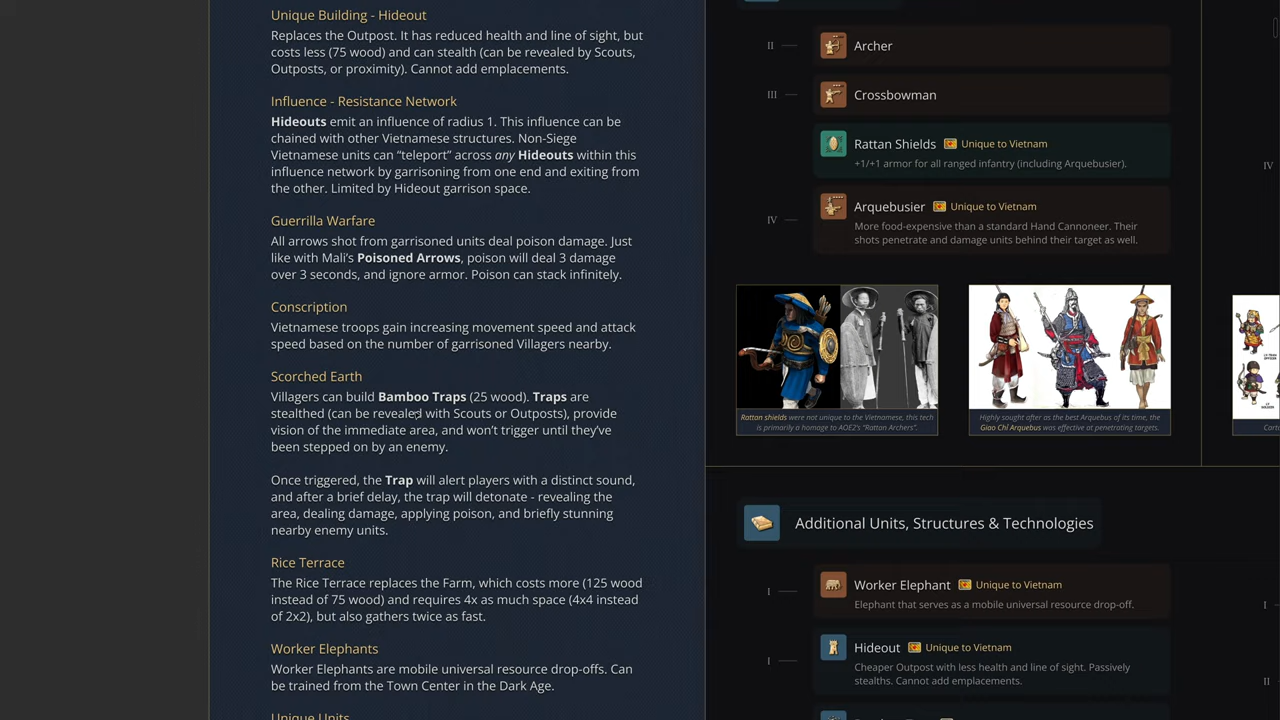 Unique Building - Hideout
Replaces the Outpost. It has reduced health and line of sight, but
costs less (75 wood) and can stealth (can be revealed by Scouts,
Outposts, or proximity). Cannot add emplacements.
Influence - Resistance Network
Hideouts emit an influence of radius 1. This influence can be
chained with other Vietnamese structures. Non-Siege
Vietnamese units can “teleport” across any Hideouts within this
influence network by garrisoning from one end and exiting from
the other. Limited by Hideout garrison space.
Guerrilla Warfare
All arrows shot from garrisoned units deal poison damage. Just
like with Mali’s Poisoned Arrows, poison will deal 3 damage
over 3 seconds, and ignore armor. Poison can stack infinitely.
Conscription
Vietnamese troops gain increasing movement speed and attack
speed based on the number of garrisoned Villagers nearby.
Scorched Earth
Villagers can build Bamboo Traps (25 wood). Traps are
stealthed (can be revealed with Scouts or Outposts), provide
vision of the immediate area, and won’t trigger until they’ve
been stepped on by an enemy.
Once triggered, the Trap will alert players with a distinct sound,
and after a brief delay, the trap will detonate - revealing the
area, dealing damage, applying poison, and briefly stunning
nearby enemy units.
Rice Terrace
The Rice Terrace replaces the Farm, which costs more (125 wood
instead of 75 wood) and requires 4x as much space (4x4 instead
of 2x2), but also gathers twice as fast.
Worker Elephants
Worker Elephants are mobile universal resource drop-offs. Can
be trained from the Town Center in the Dark Age.
Unique Units
II
Archer
III
Crossbowman
Rattan Shields Unique to Vietnam
+1/+1 armor for all ranged infantry (including Arquebusier).
IV
Arquebusier Unique to Vietnam
More food-expensive than a standard Hand Cannoneer. Their
shots penetrate and damage units behind their target as well.
Rattan shields were not unique to the Vietnamese, this tech
is primarily a homage to AOE2’s “Rattan Archers”.
Highly sought after as the best Arquebus of its time, the
Giao Chỉ Arquebus was effective at penetrating targets.
Additional Units, Structures & Technologies
I
Worker Elephant Unique to Vietnam
Elephant that serves as a mobile universal resource drop-off.
I
Hideout Unique to Vietnam
Cheaper Outpost with less health and line of sight. Passively
stealths. Cannot add emplacements.
IV
I
II